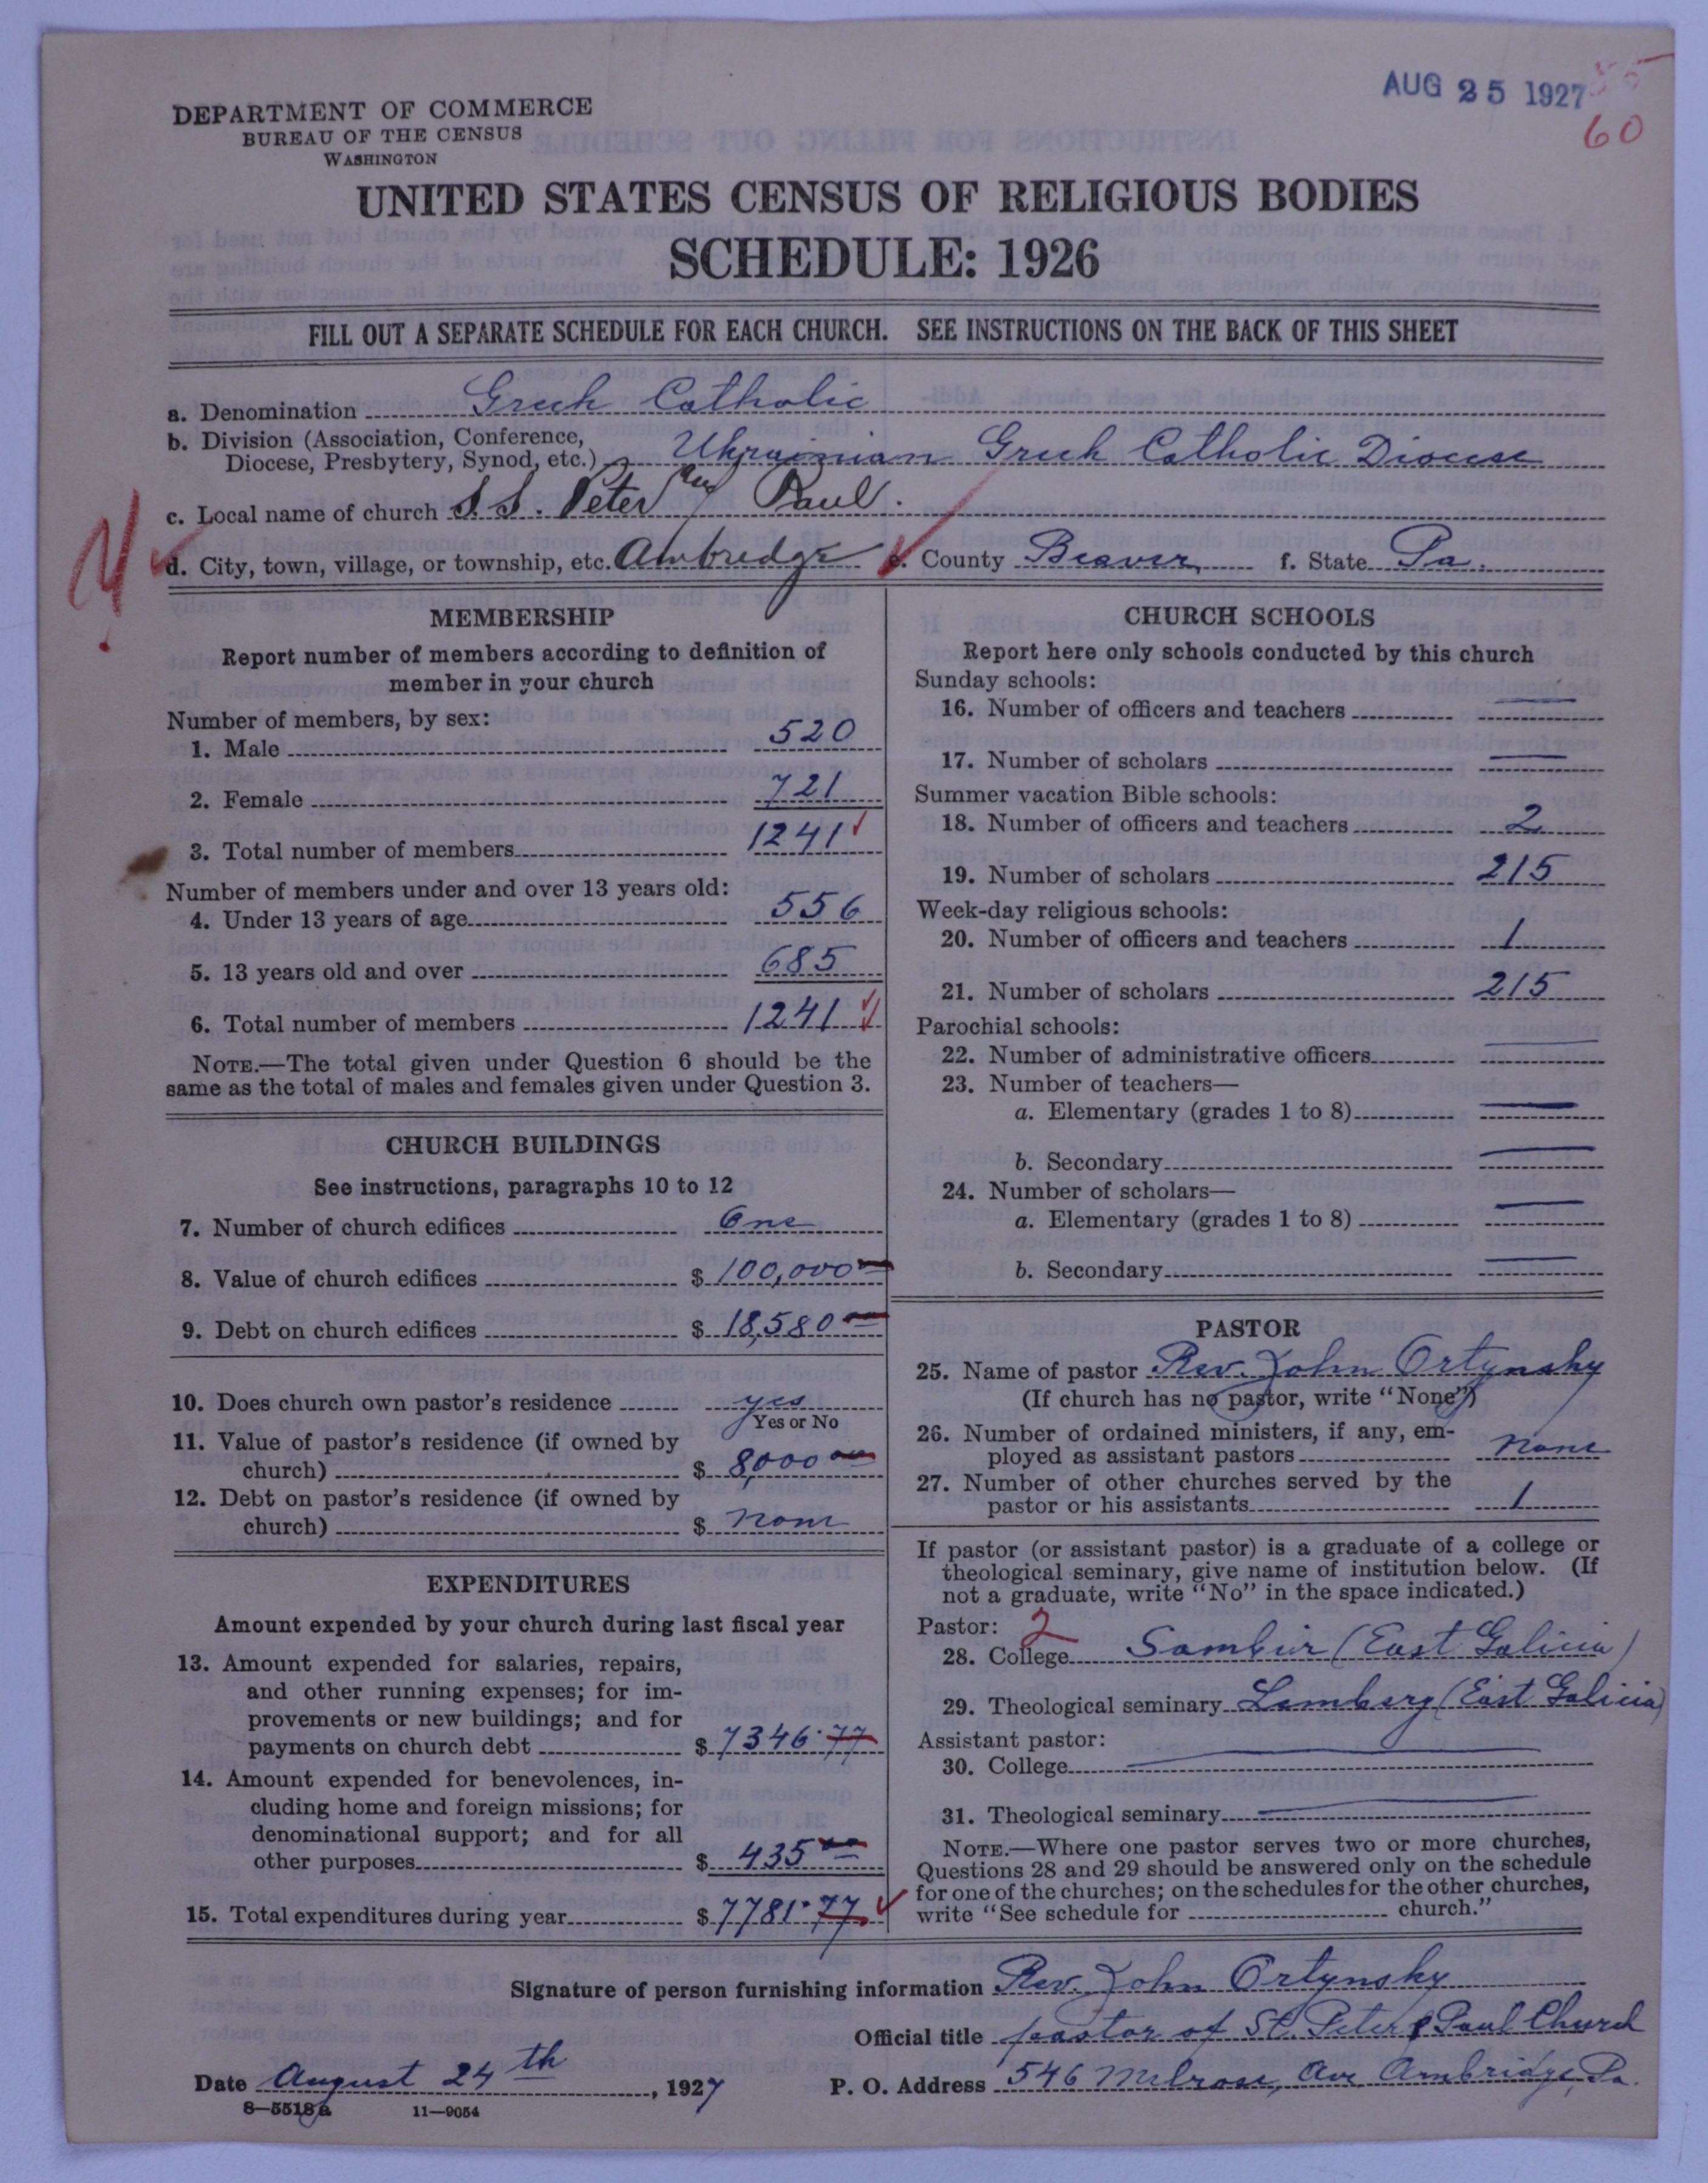 AUG 25 1927
60
DEPARTMENT OF COMMERCE
BUREAU OF THE CENSUS
WASHINGTON
UNITED STATES CENSUS OF RELIGIOUS BODIES
SCHEDULE: 1926
FILL OUT A SEPARATE SCHEDULE FOR EACH CHURCH. SEE INSTRUCTIONS ON THE BACK OF THIS SHEET
a. Denomination Greek Catholic
b. Division (Association, Conference,
Diocese, Presbytery, Synod, etc.) Ukrainian Greek Catholic Diocese
c. Local name of church S.S. Peter and Paul.
d. City, town, village, or township, etc. Ambredge e. County Beaver, f. State Pa.
MEMBERSHIP
Report number of members according to definition of
member in your church
Number of members, by sex:
1. Male 520
2. Female 721
3. Total number of members 1241
Number of members under and over 13 years old:
4. Under 13 years of age 556
5. 13 years old and over 685
6. Total number of members 1241
NOTE.—The total given under Question 6 should be the
same as the total of males and females given under Question 3.
CHURCH BUILDINGS
See instructions, paragraphs 10 to 12
7. Number of church edifices One
8. Value of church edifices $ 100,000
9. Debt on church edifices $ 18,580
10. Does church own pastor's residence yes
Yes or No
11. Value of pastor's residence (if owned by
church) $ 8,000
12. Debt on pastor's residence (if owned by
church) $ none
EXPENDITURES
Amount expended by your church during last fiscal year
13. Amount expended for salaries, repairs,
and other running expenses; for im-
provements or new buildings; and for
payments on church debt $ 7346.77
14. Amount expended for benevolences, in-
cluding home and foreign missions; for
denominational support; and for all
other purposes $ 435
15. Total expenditures during year $ 7781.77
CHURCH SCHOOLS
Report here only schools conducted by this church
Sunday schools:
16. Number of officers and teachers —
17. Number of scholars —
Summer vacation Bible schools:
18. Number of officers and teachers 2
19. Number of scholars 215
Week-day religious schools:
20. Number of officers and teachers 1
21. Number of scholars 215
Parochial schools:
22. Number of administrative officers —
23. Number of teachers—
a. Elementary (grades 1 to 8) —
b. Secondary —
24. Number of scholars—
a. Elementary (grades 1 to 8) —
b. Secondary —
PASTOR
25. Name of pastor Rev. John Ortynsky
(If church has no pastor, write "None")
26. Number of ordained ministers, if any, em-
ployed as assistant pastors none
27. Number of other churches served by the
pastor or his assistants 1
If pastor (or assistant pastor) is a graduate of a college or
theological seminary, give name of institution below. (If
not a graduate, write "No" in the space indicated.)
Pastor: 2
28. College Sambir (East Galicia)
29. Theological seminary Lemberg (East Galicia)
Assistant pastor:
30. College —
31. Theological seminary —
NOTE.—Where one pastor serves two or more churches,
Questions 28 and 29 should be answered only on the schedule
for one of the churches; on the schedules for the other churches,
write "See schedule for church."
Signature of person furnishing information Rev. John Ortynsky
Official title pastor of St. Peter & Paul Church
Date August 24th, 1927 P. O. Address 546 Melrose, Ave Ambridge, Pa.
8—5518a 11—9054